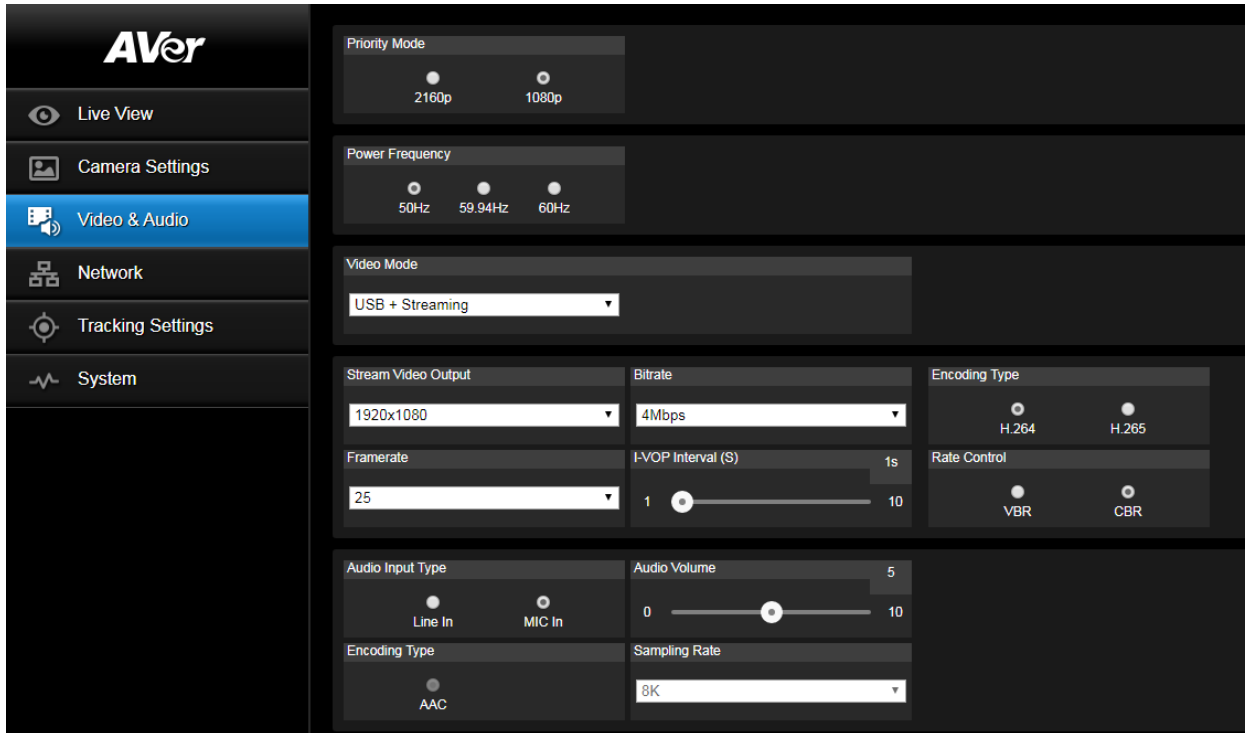 AVer
Live View
Camera Settings
Video & Audio
Network
Tracking Settings
System
Priority Mode
2160p 1080p
Power Frequency
50Hz 59.94Hz 60Hz
Video Mode
USB + Streaming
Stream Video Output Bitrate Encoding Type
1920x1080 4Mbps H.264 H.265
Framerate I-VOP Interval (S) 1s Rate Control
25 1 10 VBR CBR
Audio Input Type Audio Volume 5
Line In MIC In 0 10
Encoding Type Sampling Rate
AAC 8K